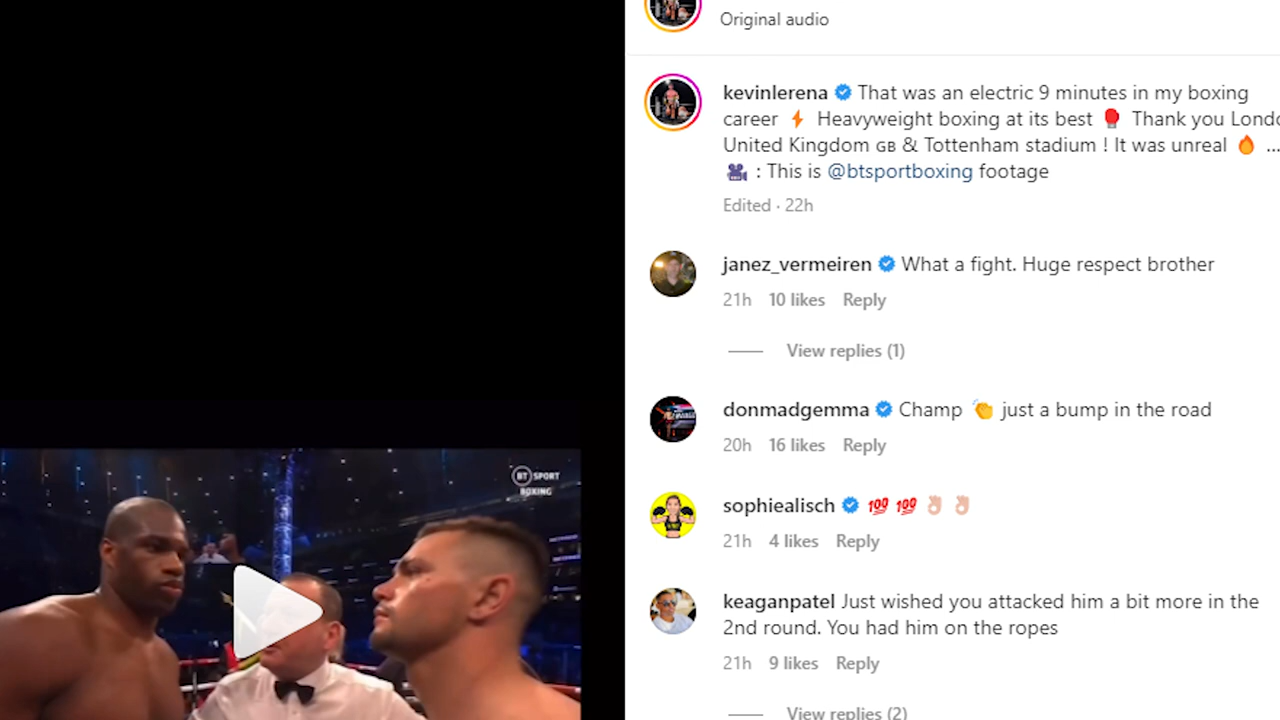 Original audio
kevinlerena That was an electric 9 minutes in my boxing
career ⚡ Heavyweight boxing at its best 🥊 Thank you
United Kingdom GB & Tottenham stadium ! It was unreal 🔥 ...
🎥 : This is @btsportboxing footage
Edited · 22h
janez_vermeiren What a fight. Huge respect brother
21h 10 likes Reply
View replies (1)
donmadgemma Champ 👏 just a bump in the road
20h 16 likes Reply
sophiealisch 💯 💯 👌🏼 👌🏼
21h 4 likes Reply
keaganpatel Just wished you attacked him a bit more in the
2nd round. You had him on the ropes
21h 9 likes Reply
View replies (2)
BT SPORT
BOXING